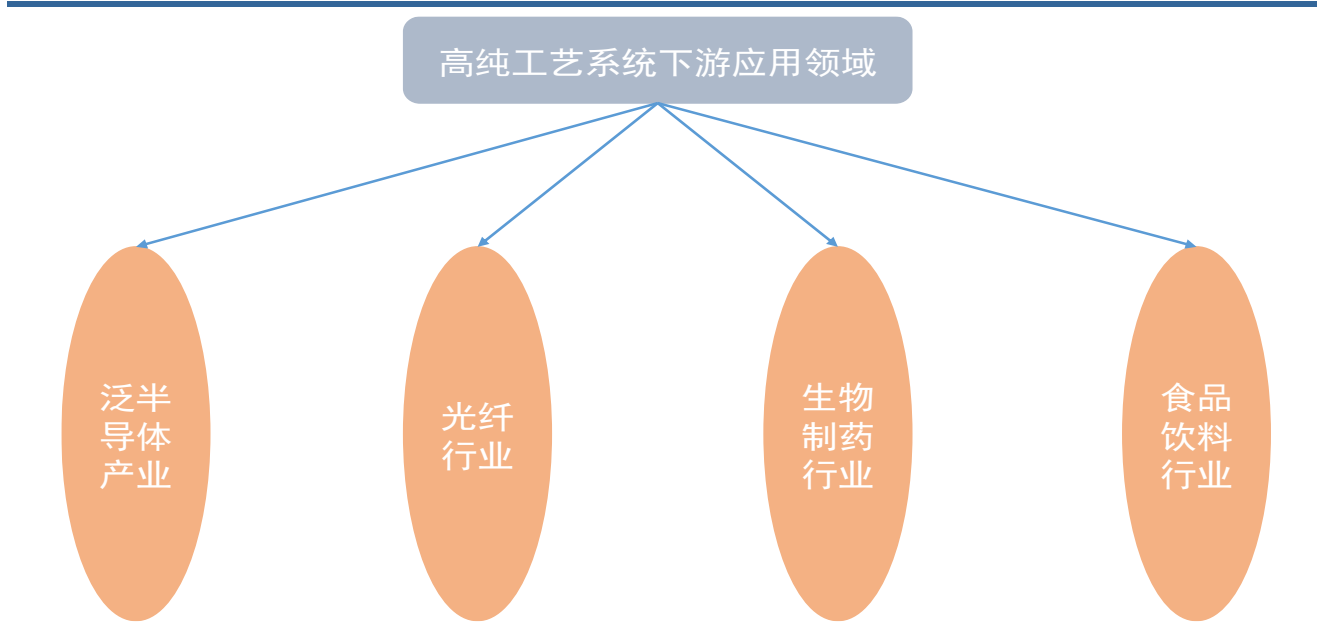 高纯工艺系统下游应用领域
泛半
导体
产业
光纤
行业
生物
制药
行业
食品
饮料
行业